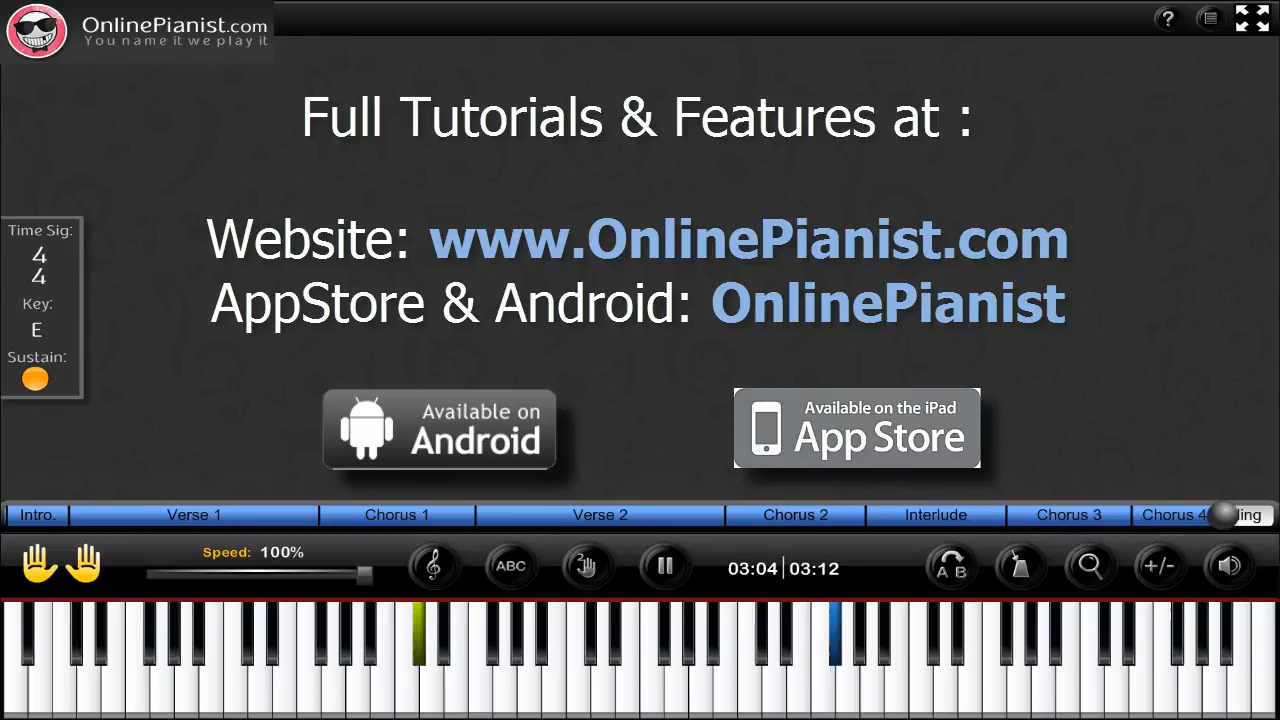 OnlinePianist.com
You name it we play it
?
Full Tutorials & Features at :
Website: www.OnlinePianist.com
AppStore & Android: OnlinePianist
Time Sig:
4
4
Key:
E
Sustain:
Available on
Android
Available on the iPad
App Store
Intro. Verse 1 Chorus 1 Verse 2 Chorus 2 Interlude Chorus 3 Chorus 4 ling
Speed: 100%
ABC 2 03:04|03:12 A B +/-